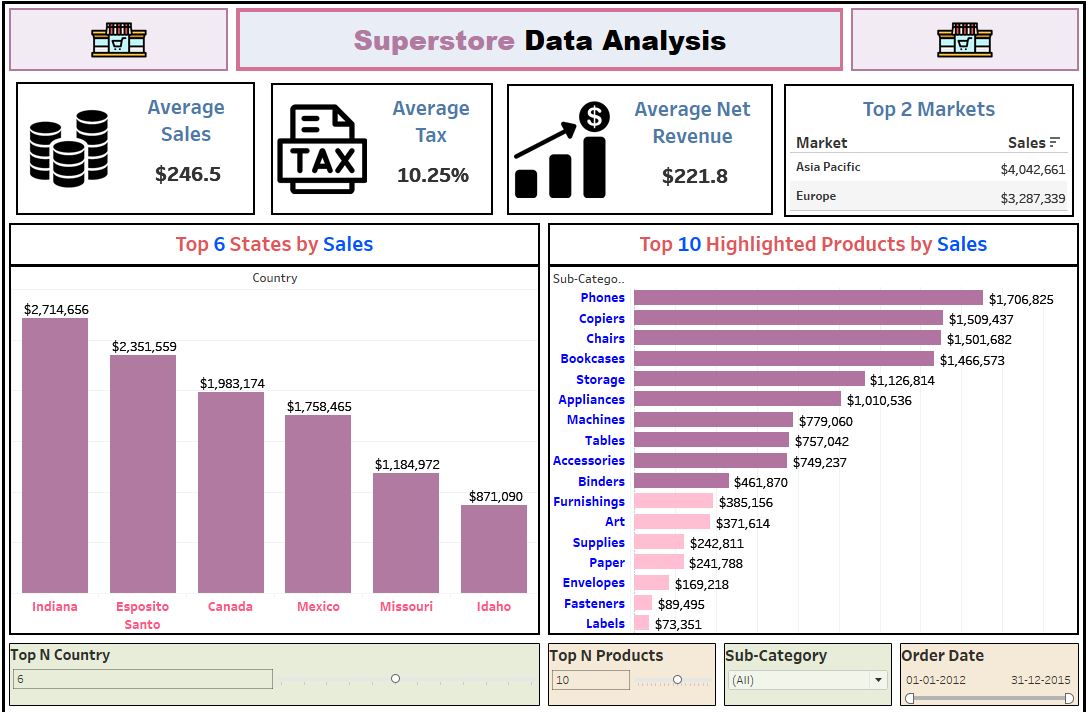 Superstore Data Analysis
Average
Sales
$246.5
TAX
Average
Tax
10.25%
$
Average Net
Revenue
$221.8
Top 2 Markets
Market Sales
Asia Pacific $4,042,661
Europe $3,287,339
Top 6 States by Sales
Country
$2,714,656
$2,351,559
$1,983,174
$1,758,465
$1,184,972
$871,090
Indiana Esposito Canada Mexico Missouri Idaho
Santo
Top 10 Highlighted Products by Sales
Sub-Catego..
Phones $1,706,825
Copiers $1,509,437
Chairs $1,501,682
Bookcases $1,466,573
Storage $1,126,814
Appliances $1,010,536
Machines $779,060
Tables $757,042
Accessories $749,237
Binders $461,870
Furnishings $385,156
Art $371,614
Supplies $242,811
Paper $241,788
Envelopes $169,218
Fasteners $89,495
Labels $73,351
Top N Country
6
Top N Products
10
Sub-Category
(All)
Order Date
01-01-2012 31-12-2015